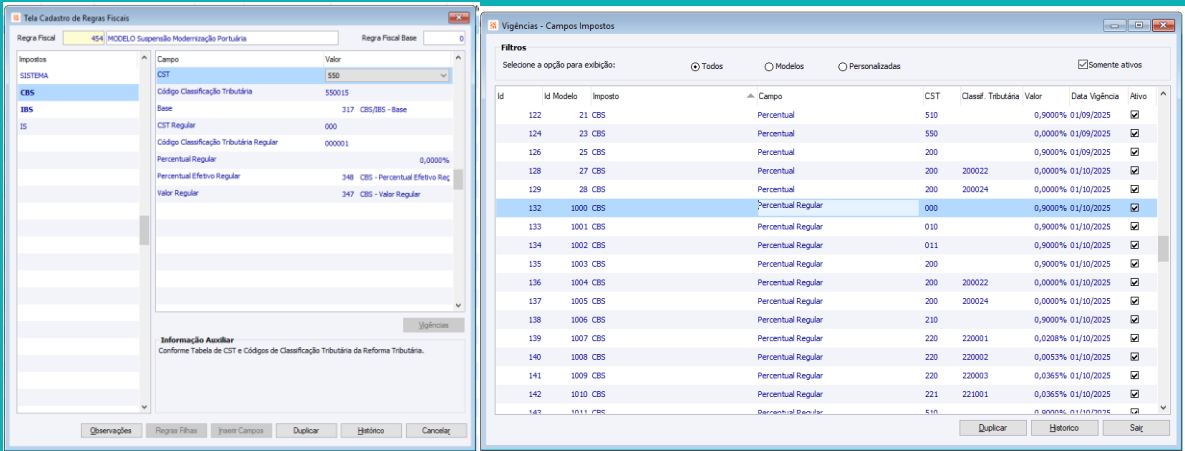 Tela Cadastro de Regras Fiscais
Regra Fiscal 454 MODELO Suspensão Modernização Portuária Regra Fiscal Base 0
Impostos
SISTEMA
CBS
IBS
IS
Campo Valor
CST 550
Código Classificação Tributária 550015
Base 317 CBS/IBS - Base
CST Regular 000
Código Classificação Tributária Regular 000001
Percentual Regular 0,0000%
Percentual Efetivo Regular 348 CBS - Percentual Efetivo Reg
Valor Regular 347 CBS - Valor Regular
Vigências
Informação Auxiliar
Conforme Tabela de CST e Códigos de Classificação Tributária da Reforma Tributária.
Observações Regras Filhas Inserir Campos Duplicar Histórico Cancelar
Vigências - Campos Impostos
Filtros
Selecione a opção para exibição: Todos Modelos Personalizadas Somente ativos
Id Id Modelo Imposto Campo CST Classif. Tributária Valor Data Vigência Ativo
122 21 CBS Percentual 510 0,9000% 01/09/2025
124 23 CBS Percentual 550 0,0000% 01/09/2025
126 25 CBS Percentual 200 0,9000% 01/09/2025
128 27 CBS Percentual 200 200022 0,0000% 01/10/2025
129 28 CBS Percentual 200 200024 0,0000% 01/10/2025
132 1000 CBS Percentual Regular 000 0,9000% 01/10/2025
133 1001 CBS Percentual Regular 010 0,9000% 01/10/2025
134 1002 CBS Percentual Regular 011 0,9000% 01/10/2025
135 1003 CBS Percentual Regular 200 0,9000% 01/10/2025
136 1004 CBS Percentual Regular 200 200022 0,0000% 01/10/2025
137 1005 CBS Percentual Regular 200 200024 0,0000% 01/10/2025
138 1006 CBS Percentual Regular 210 0,9000% 01/10/2025
139 1007 CBS Percentual Regular 220 220001 0,0208% 01/10/2025
140 1008 CBS Percentual Regular 220 220002 0,0053% 01/10/2025
141 1009 CBS Percentual Regular 220 220003 0,0365% 01/10/2025
142 1010 CBS Percentual Regular 221 221001 0,0365% 01/10/2025
143 1011 CBS Percentual Regular 510 0,9000% 01/10/2025
Duplicar Historico Sair